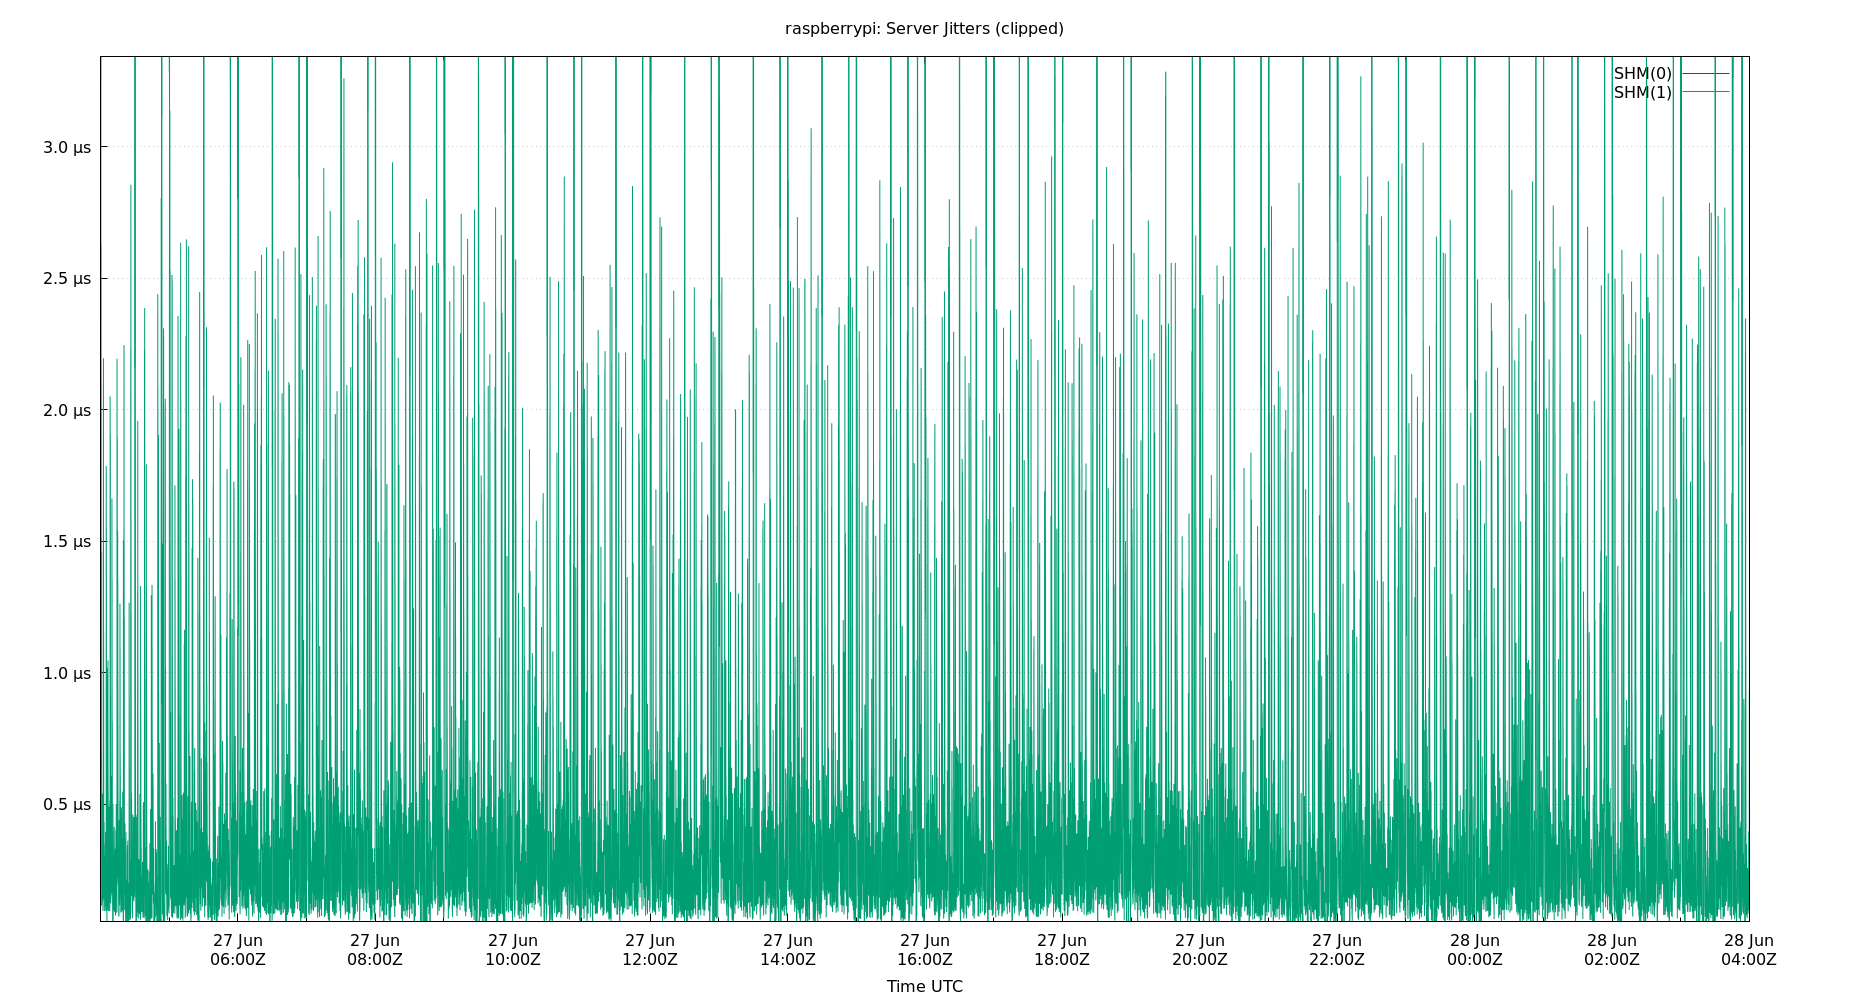 raspberrypi: Server Jitters (clipped)
SHM(0)
SHM(1)
3.0 µs
2.5 µs
2.0 µs
1.5 µs
1.0 µs
0.5 µs
27 Jun 27 Jun 27 Jun 27 Jun 27 Jun 27 Jun 27 Jun 27 Jun 27 Jun 28 Jun 28 Jun 28 Jun
06:00Z 08:00Z 10:00Z 12:00Z 14:00Z 16:00Z 18:00Z 20:00Z 22:00Z 00:00Z 02:00Z 04:00Z
Time UTC